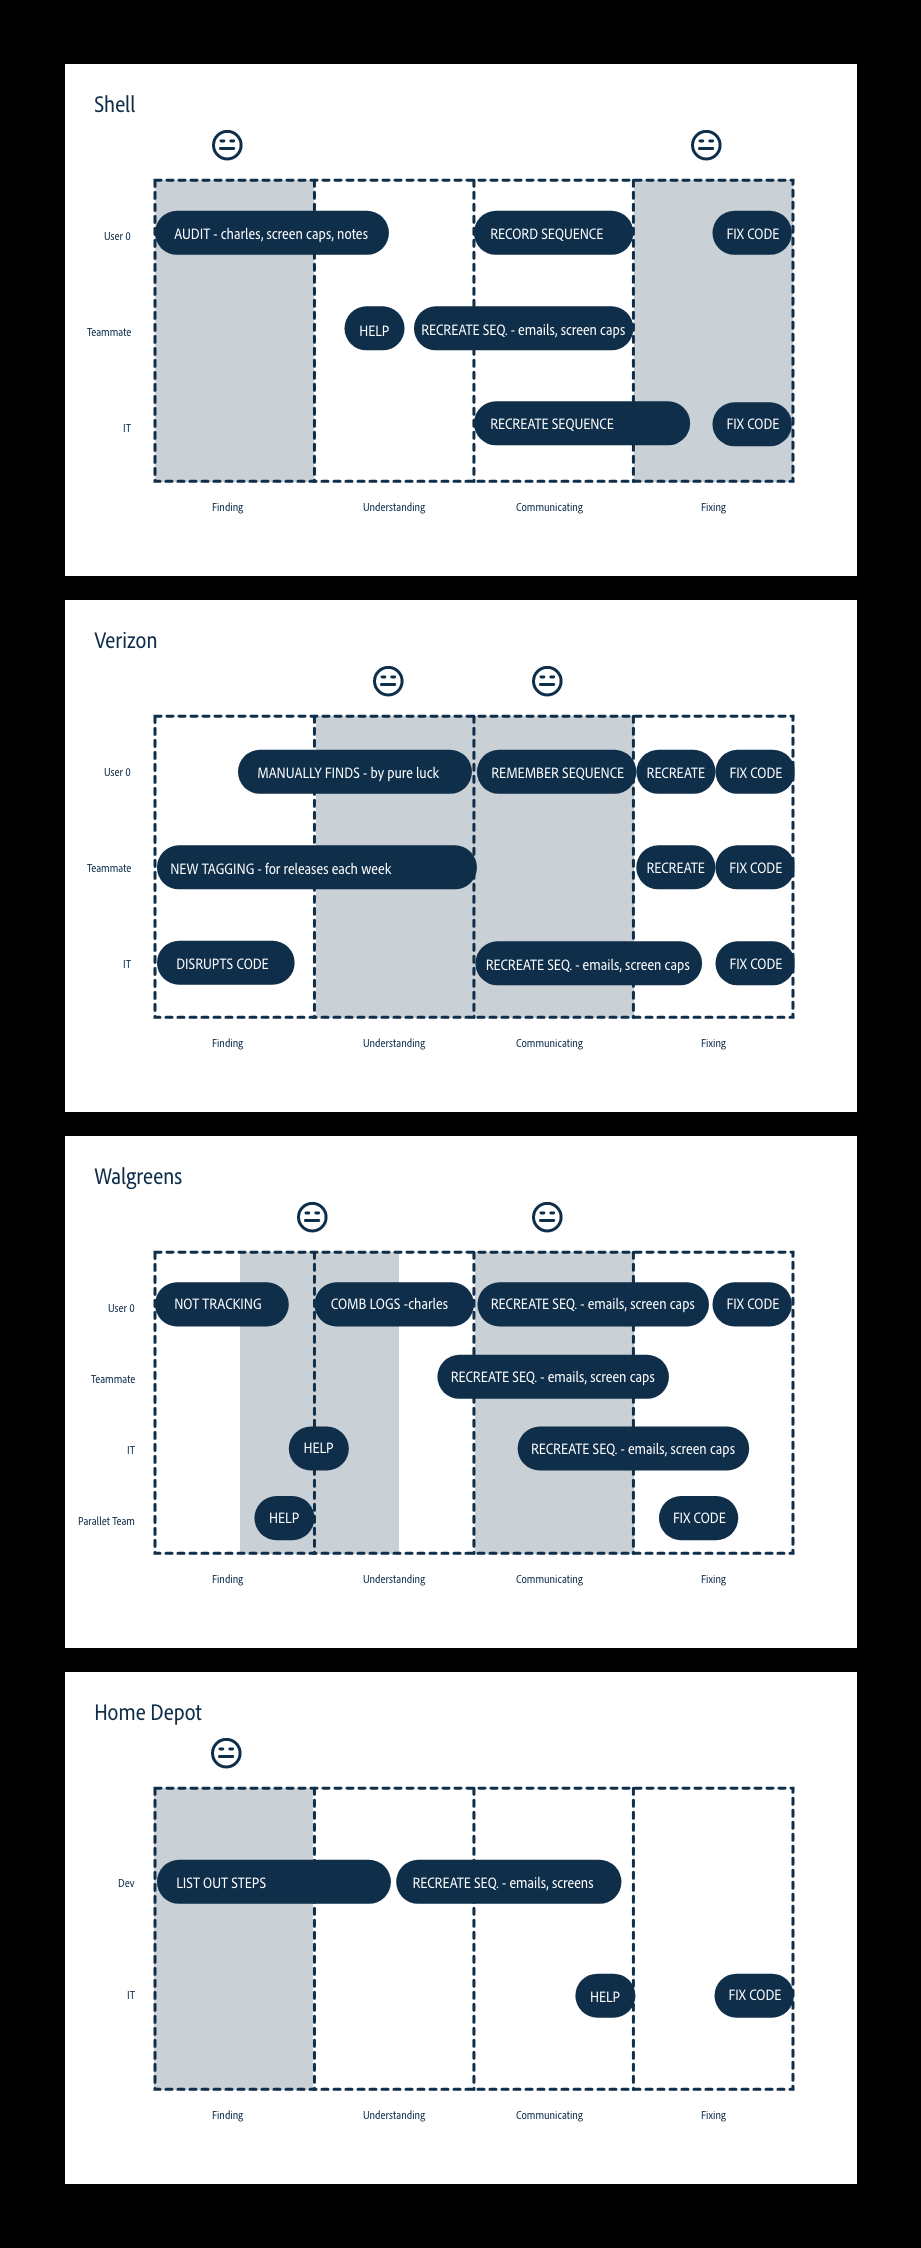 Shell
User 0
AUDIT - charles, screen caps, notes
RECORD SEQUENCE
FIX CODE
Teammate
HELP
RECREATE SEQ. - emails, screen caps
IT
RECREATE SEQUENCE
FIX CODE
Finding
Understanding
Communicating
Fixing
Verizon
User 0
MANUALLY FINDS - by pure luck
REMEMBER SEQUENCE
RECREATE
FIX CODE
Teammate
NEW TAGGING - for releases each week
RECREATE
FIX CODE
IT
DISRUPTS CODE
RECREATE SEQ. - emails, screen caps
FIX CODE
Finding
Understanding
Communicating
Fixing
Walgreens
User 0
NOT TRACKING
COMB LOGS -charles
RECREATE SEQ. - emails, screen caps
FIX CODE
Teammate
RECREATE SEQ. - emails, screen caps
IT
HELP
RECREATE SEQ. - emails, screen caps
Parallet Team
HELP
FIX CODE
Finding
Understanding
Communicating
Fixing
Home Depot
Dev
LIST OUT STEPS
RECREATE SEQ. - emails, screens
IT
HELP
FIX CODE
Finding
Understanding
Communicating
Fixing